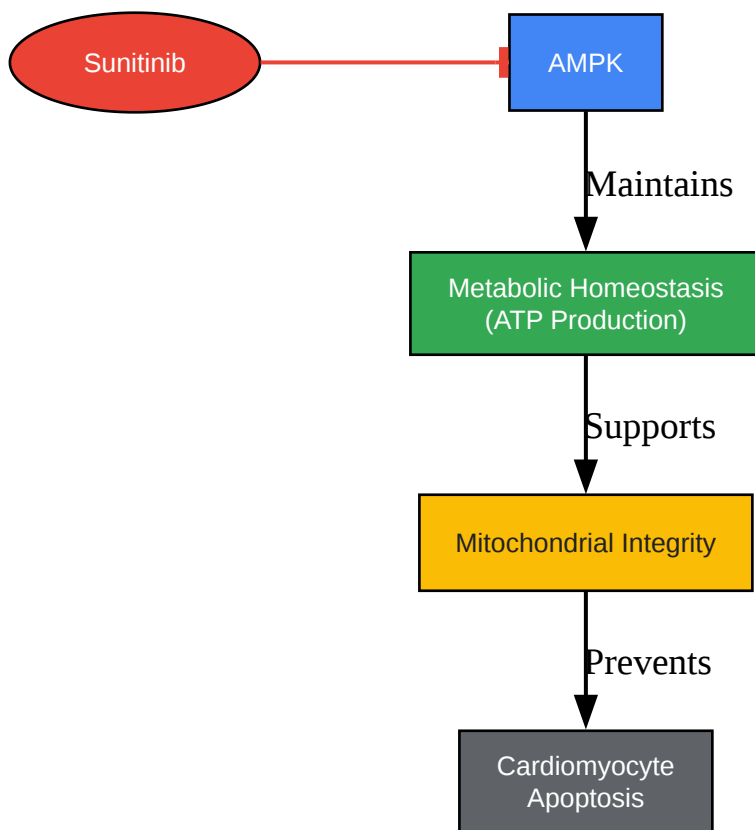 Sunitinib
AMPK
Maintains
Metabolic Homeostasis
(ATP Production)
Supports
Mitochondrial Integrity
Prevents
Cardiomyocyte
Apoptosis